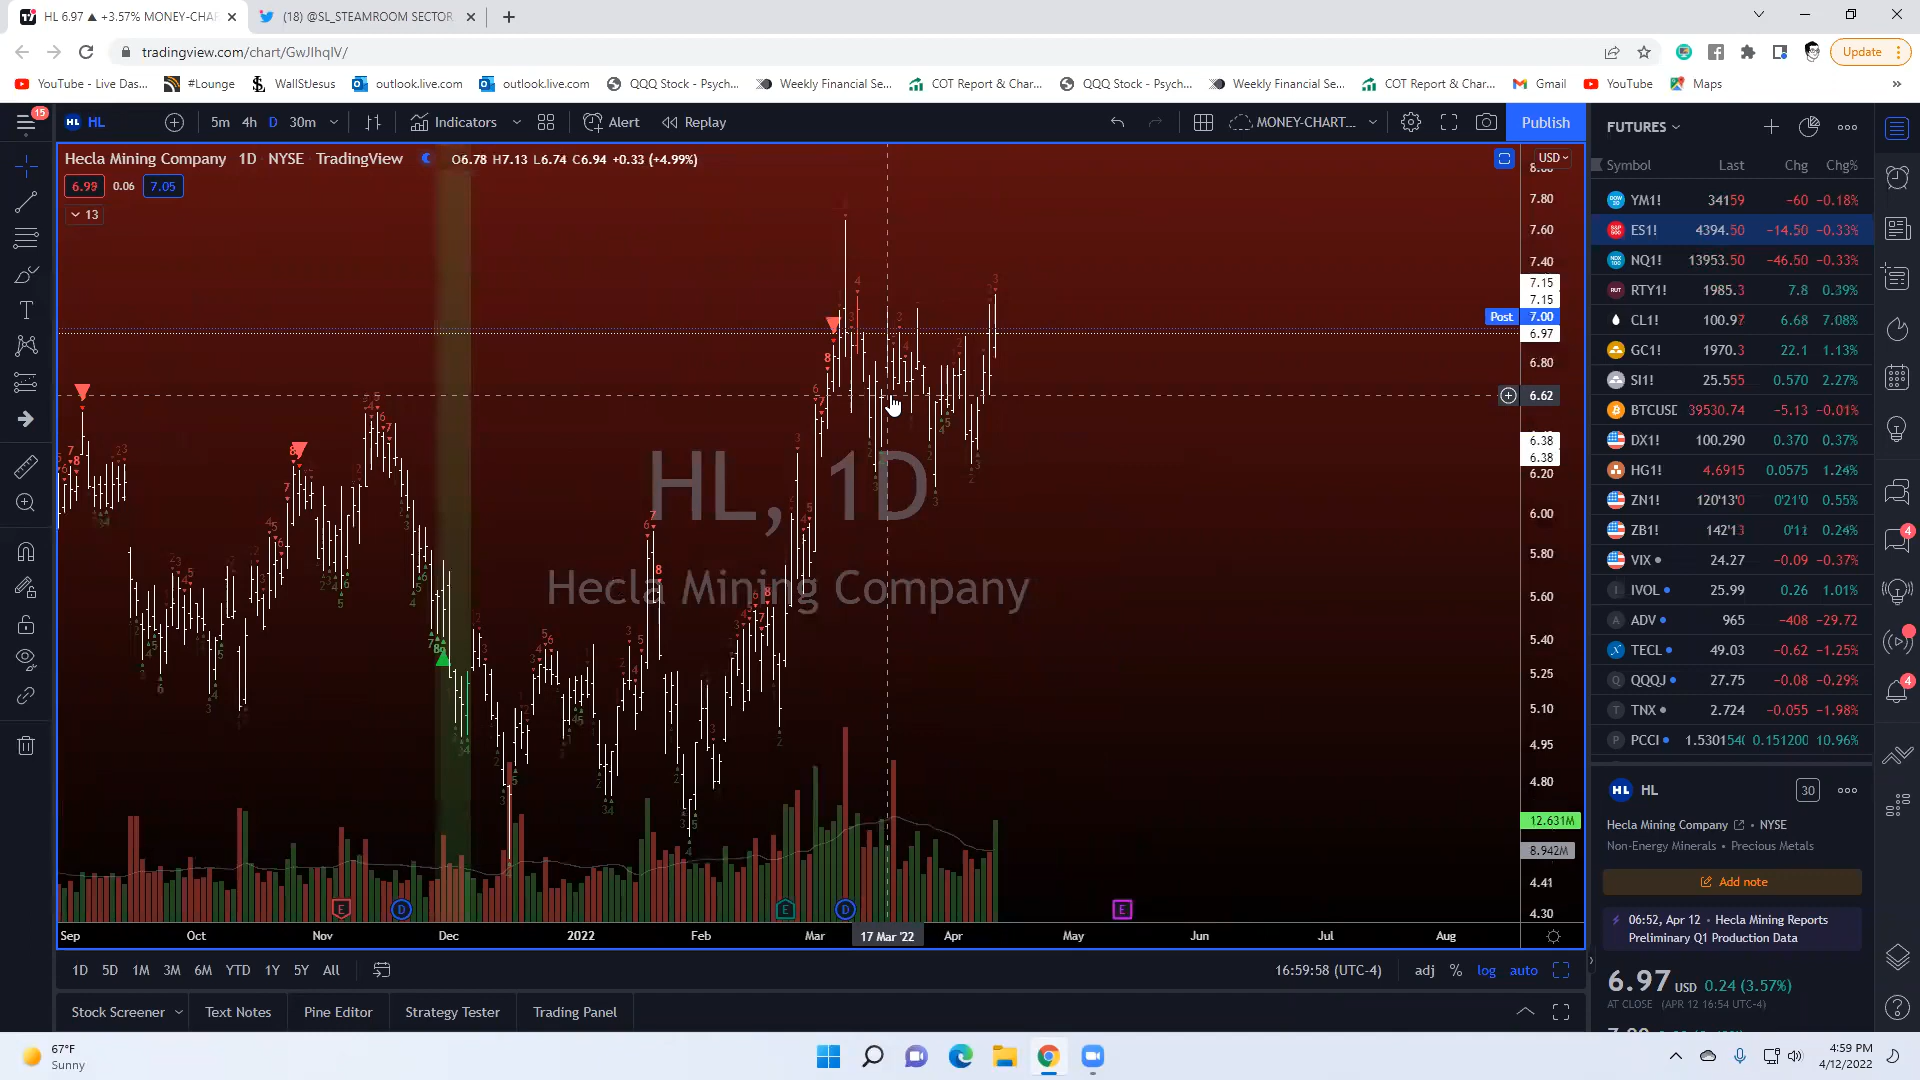 HL 6.97 ▲ +3.57% MONEY-CHAR
(18) @SL_STEAMROOM SECTOR
tradingview.com/chart/GwJlhqlV/
Update
YouTube - Live Das...
#Lounge
WallStJesus
outlook.live.com
outlook.live.com
QQQ Stock - Psych...
Weekly Financial Se...
COT Report & Char...
QQQ Stock - Psych...
Weekly Financial Se...
COT Report & Char...
Gmail
YouTube
Maps
15
HL
5m 4h D 30m
Indicators
Alert
Replay
MONEY-CHART...
Publish
Hecla Mining Company 1D NYSE TradingView
O6.78 H7.13 L6.74 C6.94 +0.33 (+4.99%)
6.99 0.06 7.05
13
HL, 1D
Hecla Mining Company
USD
8.00
7.80
7.60
7.40
7.15
7.15
Post 7.00
6.97
6.80
6.62
6.38
6.38
6.20
6.00
5.80
5.60
5.40
5.25
5.10
4.95
4.80
12.631M
8.942M
4.41
4.30
Sep Oct Nov Dec 2022 Feb Mar 17 Mar '22 Apr May Jun Jul Aug
1D 5D 1M 3M 6M YTD 1Y 5Y All
16:59:58 (UTC-4)
adj % log auto
Stock Screener
Text Notes
Pine Editor
Strategy Tester
Trading Panel
FUTURES
Symbol Last Chg Chg%
YM1! 34159 −60 −0.18%
ES1! 4394.50 −14.50 −0.33%
NQ1! 13953.50 −46.50 −0.33%
RTY1! 1985.3 7.8 0.39%
CL1! 100.97 6.68 7.08%
GC1! 1970.3 22.1 1.13%
SI1! 25.555 0.570 2.27%
BTCUSD 39530.74 −5.13 −0.01%
DX1! 100.290 0.370 0.37%
HG1! 4.6915 0.0575 1.24%
ZN1! 120'13'0 0'21'0 0.55%
ZB1! 142'13 0'11 0.24%
VIX 24.27 −0.09 −0.37%
IVOL 25.99 0.26 1.01%
ADV 965 −408 −29.72
TECL 49.03 −0.62 −1.25%
QQQJ 27.75 −0.08 −0.29%
TNX 2.724 −0.055 −1.98%
PCCI 1.530154( 0.151200 10.96%
HL
30
Hecla Mining Company • NYSE
Non-Energy Minerals • Precious Metals
Add note
06:52, Apr 12 • Hecla Mining Reports
Preliminary Q1 Production Data
6.97 USD 0.24 (3.57%)
AT CLOSE (APR 12 16:54 UTC-4)
67°F
Sunny
4:59 PM
4/12/2022